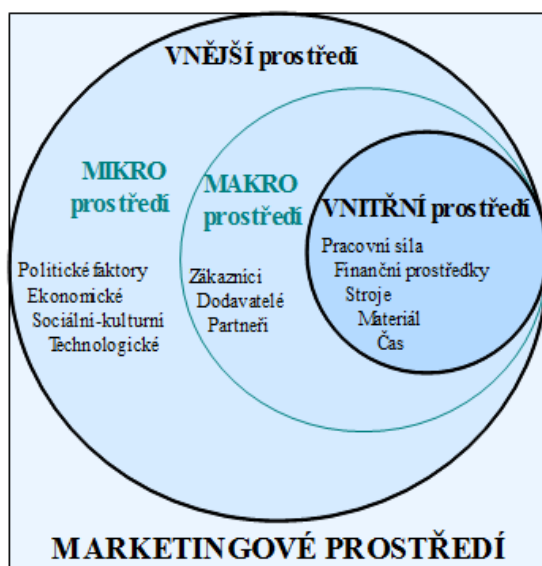 VNĚJŠÍ prostředí
MIKRO
prostředí
Politické faktory
Ekonomické
Sociální-kulturní
Technologické
MAKRO
prostředí
Zákazníci
Dodavatelé
Partneři
VNITŘNÍ prostředí
Pracovní síla
Finanční prostředky
Stroje
Materiál
Čas
MARKETINGOVÉ PROSTŘEDÍ